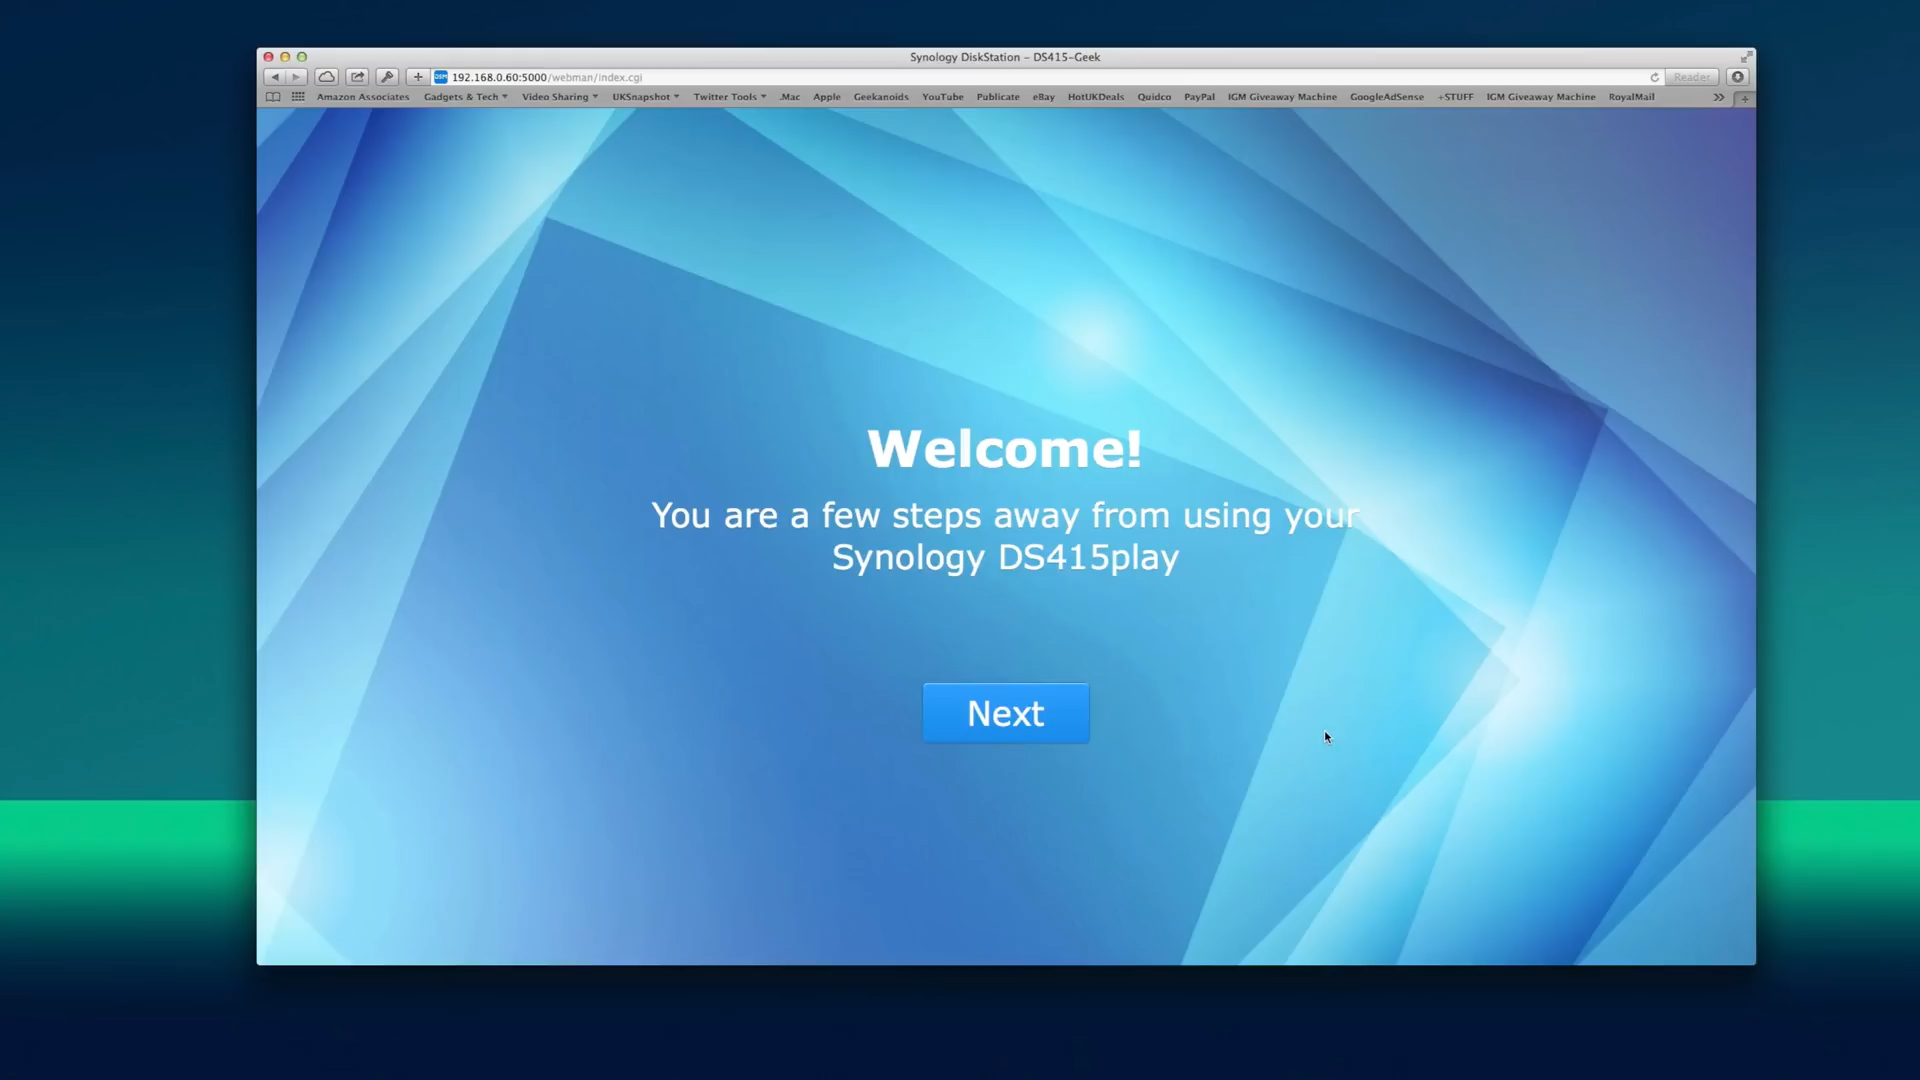 Synology DiskStation – DS415-Geek
DSM 192.168.0.60:5000/webman/index.cgi Reader
Amazon Associates Gadgets & Tech Video Sharing UKSnapshot Twitter Tools .Mac Apple Geekanoids YouTube Publicate eBay HotUKDeals Quidco PayPal IGM Giveaway Machine GoogleAdSense +STUFF IGM Giveaway Machine RoyalMail
Welcome!
You are a few steps away from using your
Synology DS415play
Next